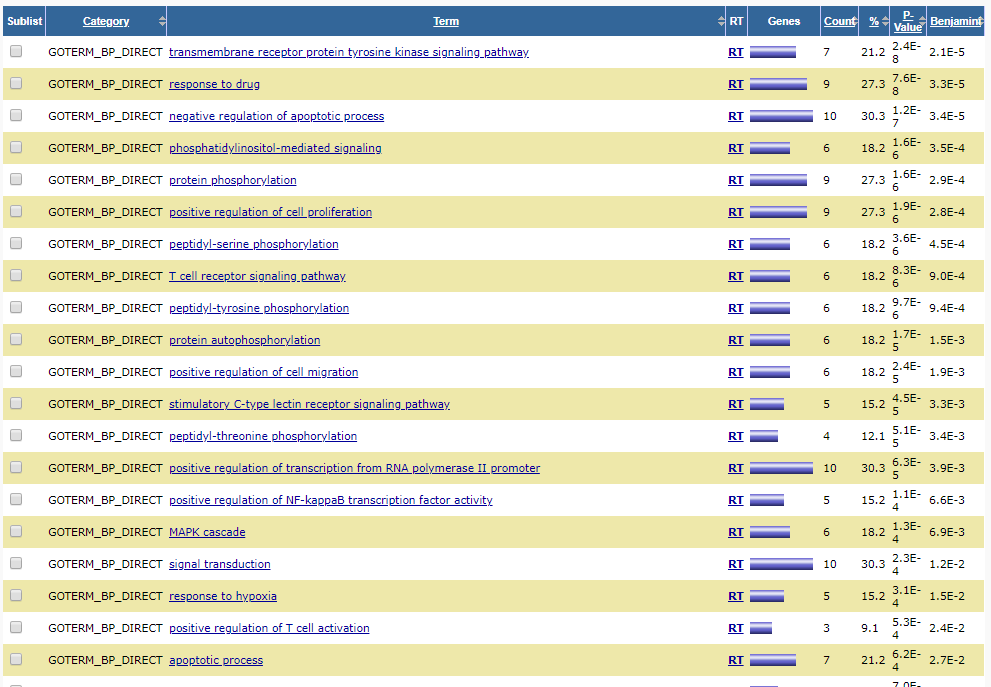 Sublist Category Term RT Genes Count % P-Value Benjamini
GOTERM_BP_DIRECT transmembrane receptor protein tyrosine kinase signaling pathway RT 7 21.2 2.4E-8 2.1E-5
GOTERM_BP_DIRECT response to drug RT 9 27.3 7.6E-8 3.3E-5
GOTERM_BP_DIRECT negative regulation of apoptotic process RT 10 30.3 1.2E-7 3.4E-5
GOTERM_BP_DIRECT phosphatidylinositol-mediated signaling RT 6 18.2 1.6E-6 3.5E-4
GOTERM_BP_DIRECT protein phosphorylation RT 9 27.3 1.6E-6 2.9E-4
GOTERM_BP_DIRECT positive regulation of cell proliferation RT 9 27.3 1.9E-6 2.8E-4
GOTERM_BP_DIRECT peptidyl-serine phosphorylation RT 6 18.2 3.6E-6 4.5E-4
GOTERM_BP_DIRECT T cell receptor signaling pathway RT 6 18.2 8.3E-6 9.0E-4
GOTERM_BP_DIRECT peptidyl-tyrosine phosphorylation RT 6 18.2 9.7E-6 9.4E-4
GOTERM_BP_DIRECT protein autophosphorylation RT 6 18.2 1.7E-5 1.5E-3
GOTERM_BP_DIRECT positive regulation of cell migration RT 6 18.2 2.4E-5 1.9E-3
GOTERM_BP_DIRECT stimulatory C-type lectin receptor signaling pathway RT 5 15.2 4.5E-5 3.3E-3
GOTERM_BP_DIRECT peptidyl-threonine phosphorylation RT 4 12.1 5.1E-5 3.4E-3
GOTERM_BP_DIRECT positive regulation of transcription from RNA polymerase II promoter RT 10 30.3 6.3E-5 3.9E-3
GOTERM_BP_DIRECT positive regulation of NF-kappaB transcription factor activity RT 5 15.2 1.1E-4 6.6E-3
GOTERM_BP_DIRECT MAPK cascade RT 6 18.2 1.3E-4 6.9E-3
GOTERM_BP_DIRECT signal transduction RT 10 30.3 2.3E-4 1.2E-2
GOTERM_BP_DIRECT response to hypoxia RT 5 15.2 3.1E-4 1.5E-2
GOTERM_BP_DIRECT positive regulation of T cell activation RT 3 9.1 5.3E-4 2.4E-2
GOTERM_BP_DIRECT apoptotic process RT 7 21.2 6.2E-4 2.7E-2